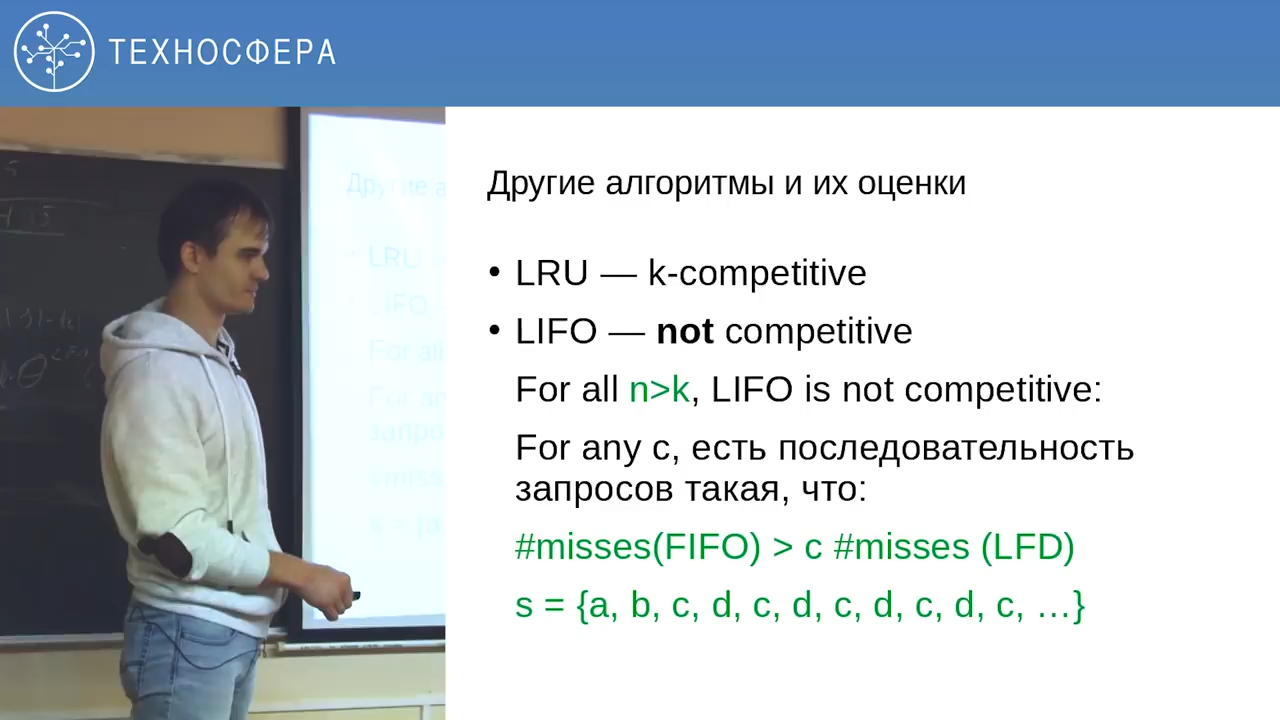 ТЕХНОСФЕРА
Другие алгоритмы и их оценки
• LRU — k-competitive
• LIFO — not competitive
For all n>k, LIFO is not competitive:
For any c, есть последовательность
запросов такая, что:
#misses(FIFO) > c #misses (LFD)
s = {a, b, c, d, c, d, c, d, c, d, c, …}